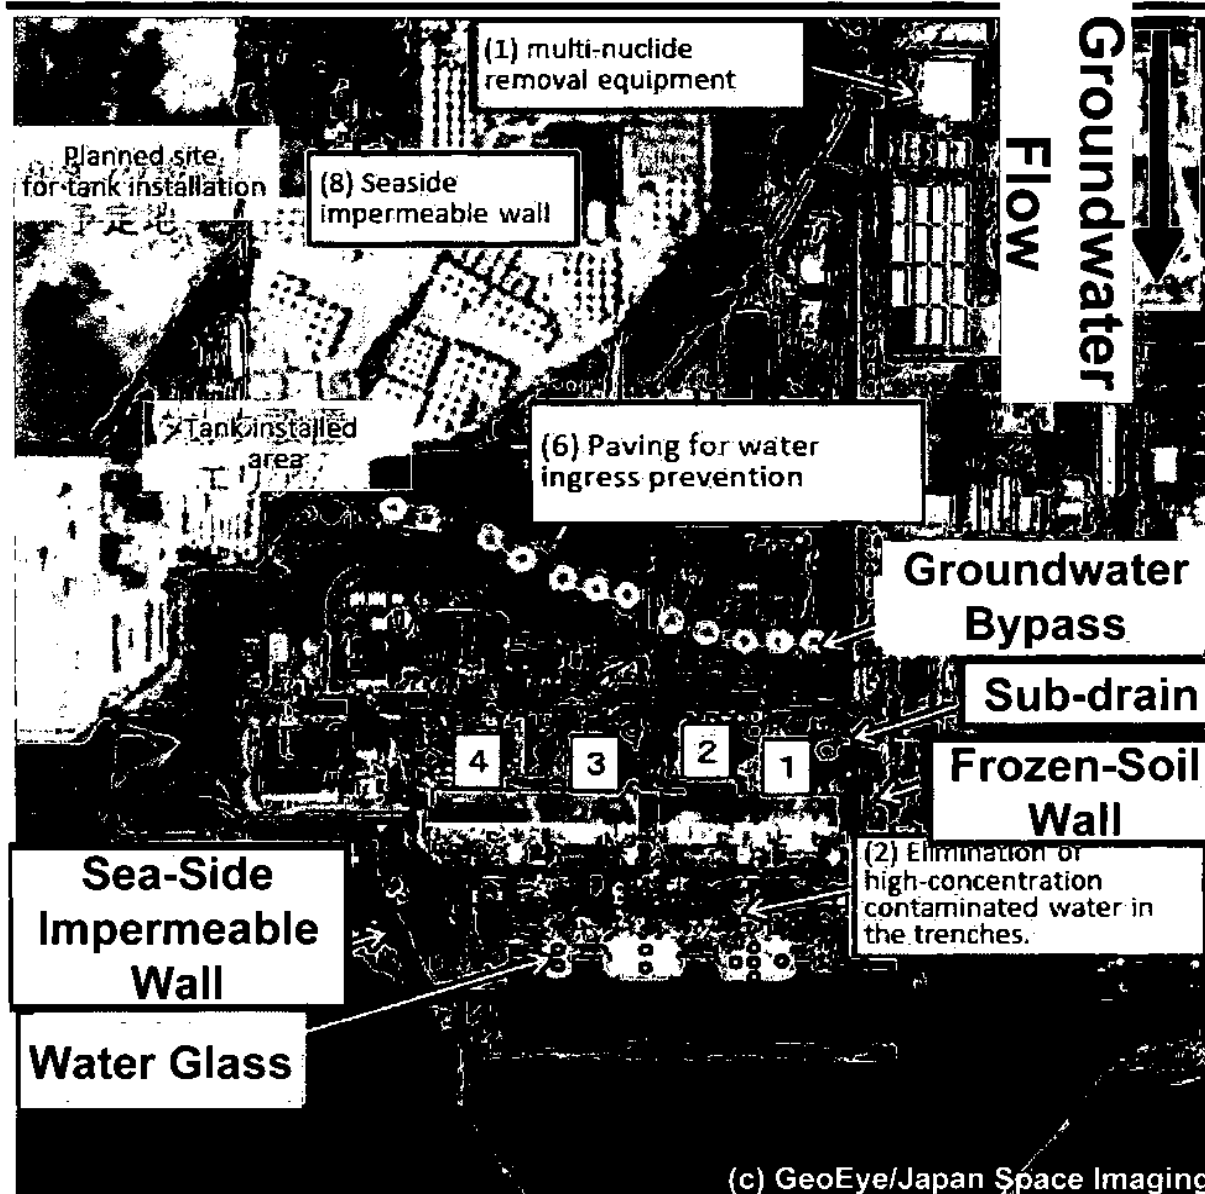 (1) multi-nuclide
removal equipment
Groundwater
Flow
Planned site
for tank installation
予定地
(8) Seaside
impermeable wall
Tank installed
area
(6) Paving for water
ingress prevention
Groundwater
Bypass
Sub-drain
4
3
2
1
Frozen-Soil
Wall
(2) Elimination of
high-concentration
contaminated water in
the trenches.
Sea-Side
Impermeable
Wall
Water Glass
(c) GeoEye/Japan Space Imaging